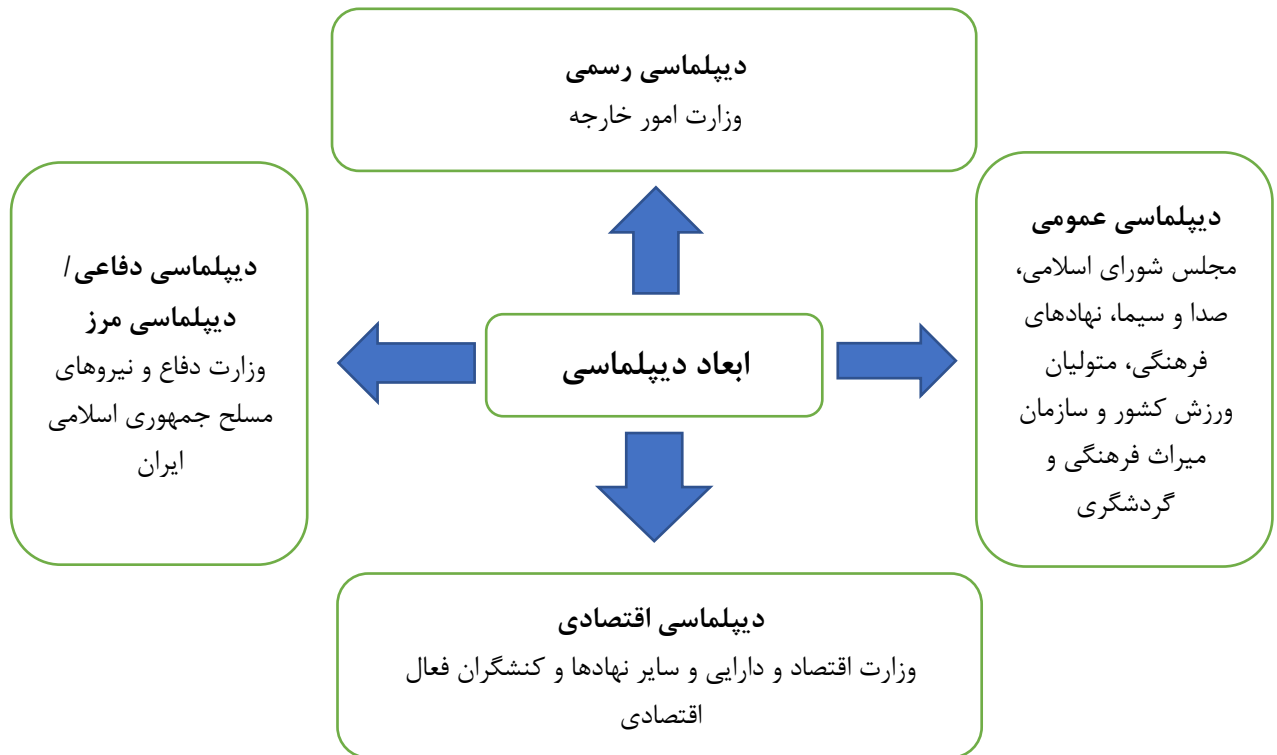 دیپلماسی رسمی
وزارت امور خارجه
دیپلماسی عمومی
مجلس شورای اسلامی،
صدا و سیما، نهادهای
فرهنگی، متولیان
ورزش کشور و سازمان
میراث فرهنگی و
گردشگری
ابعاد دیپلماسی
دیپلماسی دفاعی/
دیپلماسی مرز
وزارت دفاع و نیروهای
مسلح جمهوری اسلامی
ایران
دیپلماسی اقتصادی
وزارت اقتصاد و دارایی و سایر نهادها و کنشگران فعال
اقتصادی